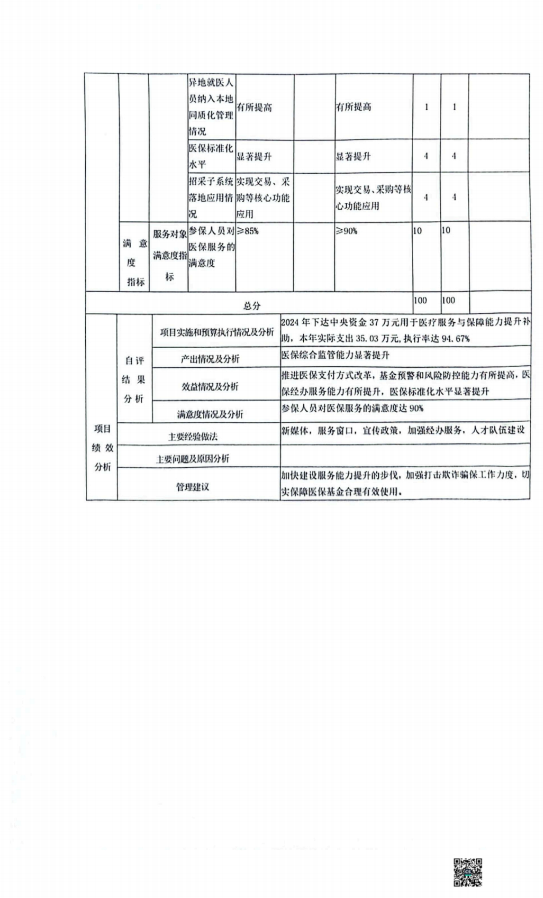 异地就医人
员纳入本地
同质化管理
情况
有所提高
有所提高
1
1
医保标准化
水平
显著提升
显著提升
4
4
招采子系统
落地应用情
况
实现交易、采
购等核心功能
应用
实现交易、采购等核
心功能应用
4
4
满意
度
指标
服务对象
满意度指
标
参保人员对
医保服务的
满意度
≥85%
≥90%
10
10
总分
100
100
项目
绩效
分析
自评
结果
分析
项目实施和预算执行情况及分析
2024 年下达中央资金 37 万元用于医疗服务与保障能力提升补
助，本年实际支出 35.03 万元,执行率达 94.67%
产出情况及分析
医保综合监管能力显著提升
效益情况及分析
推进医保支付方式改革，基金预警和风险防控能力有所提高，医
保经办服务能力有所提升，医保标准化水平显著提升
满意度情况及分析
参保人员对医保服务的满意度达 90%
主要经验做法
新媒体，服务窗口，宣传政策，加强经办服务，人才队伍建设
主要问题及原因分析
管理建议
加快建设服务能力提升的步伐，加强打击欺诈骗保工作力度，切
实保障医保基金合理有效使用。